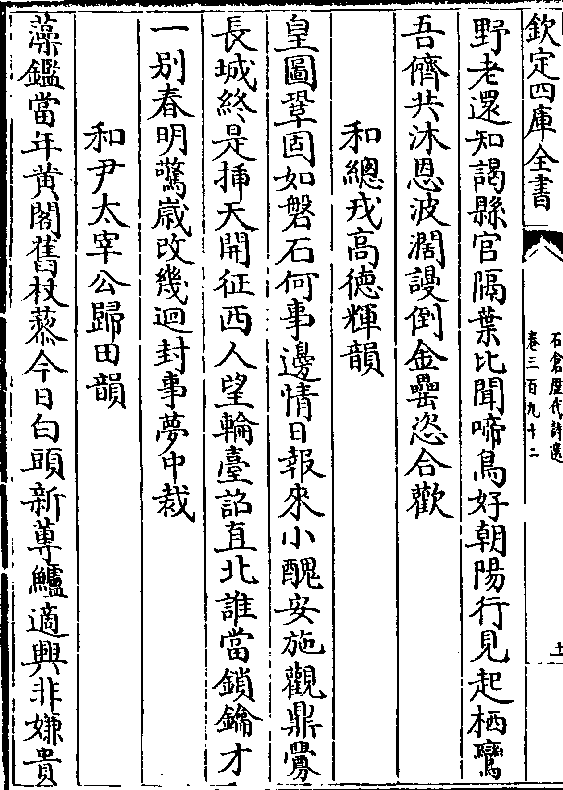 欽定四庫全書
石倉歷代詩選
卷三百九十二
十
野老還知謁縣官隔葉比聞啼鳥好朝陽行見起栖鸞
吾儕共沐恩波濶謾倒金罍恣合歡
和總戎高德輝韻
皇圖鞏固如磐石何事邊情日報來小醜安施觀鼎釁
長城終是揷天開征西人望輪臺詔直北誰當鎖鑰才
一别春明驚嵗改幾迴封事夢中裁
和尹太宰公歸田韻
藻鑑當年黄閣舊杖藜今日白頭新蓴鱸適興非嫌貴